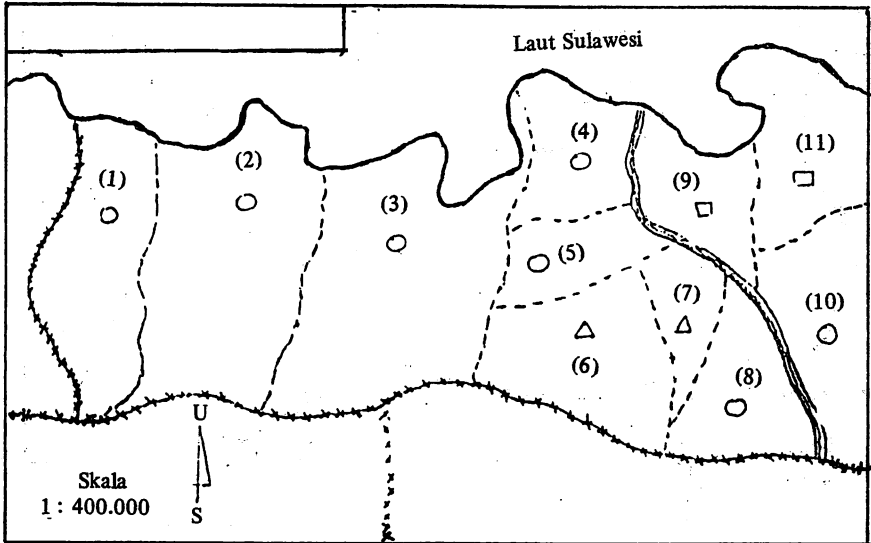 Laut Sulawesi
(1)
(2)
(3)
(4)
(5)
(6)
(7)
(8)
(9)
(10)
(11)
U
S
Skala
1 : 400.000